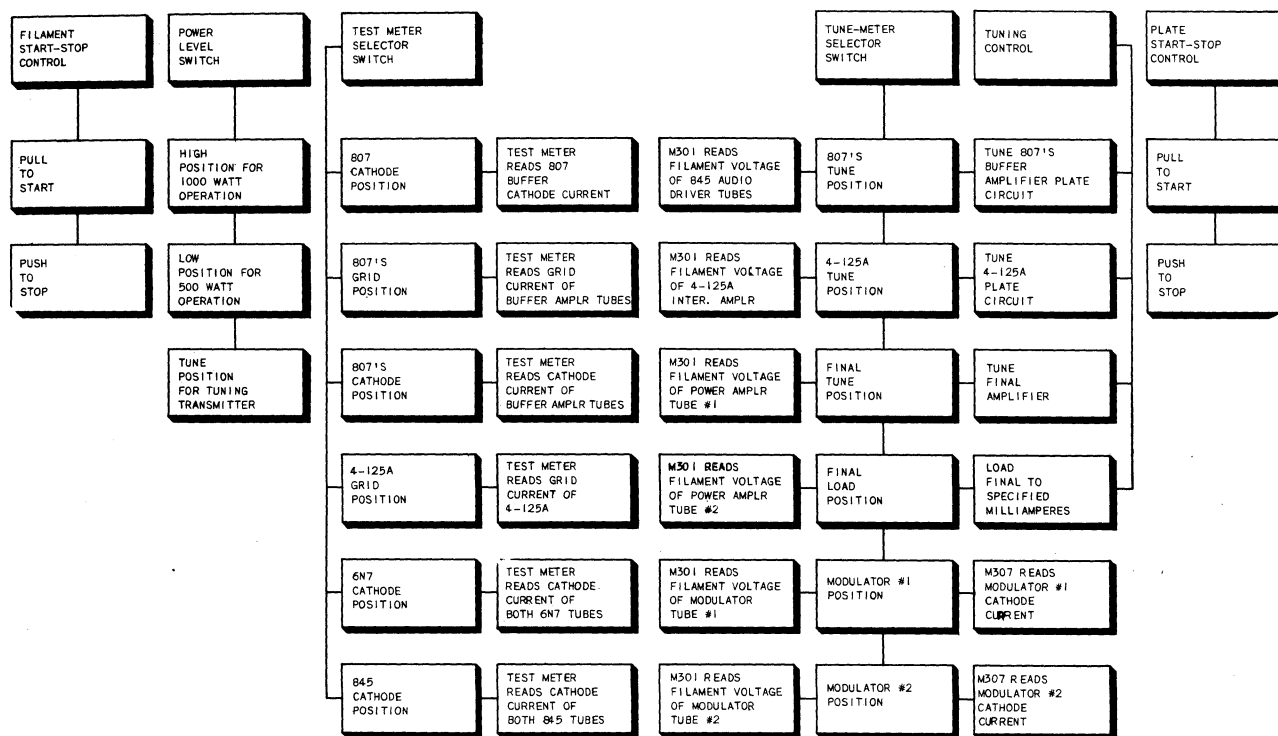 FILAMENT
START-STOP
CONTROL
POWER
LEVEL
SWITCH
TEST METER
SELECTOR
SWITCH
TUNE-METER
SELECTOR
SWITCH
TUNING
CONTROL
PLATE
START-STOP
CONTROL
PULL
TO
START
HIGH
POSITION FOR
1000 WATT
OPERATION
807
CATHODE
POSITION
TEST METER
READS 807
BUFFER
CATHODE CURRENT
M301 READS
FILAMENT VOLTAGE
OF 845 AUDIO
DRIVER TUBES
807'S
TUNE
POSITION
TUNE 807'S
BUFFER
AMPLIFIER PLATE
CIRCUIT
PULL
TO
START
PUSH
TO
STOP
LOW
POSITION FOR
500 WATT
OPERATION
807'S
GRID
POSITION
TEST METER
READS GRID
CURRENT OF
BUFFER AMPLR TUBES
M301 READS
FILAMENT VOLTAGE
OF 4-125A
INTER. AMPLR
4-125A
TUNE
POSITION
TUNE
4-125A
PLATE
CIRCUIT
PUSH
TO
STOP
TUNE
POSITION
FOR TUNING
TRANSMITTER
807'S
CATHODE
POSITION
TEST METER
READS CATHODE
CURRENT OF
BUFFER AMPLR TUBES
M301 READS
FILAMENT VOLTAGE
OF POWER AMPLR
TUBE #1
FINAL
TUNE
POSITION
TUNE
FINAL
AMPLIFIER
4-125A
GRID
POSITION
TEST METER
READS GRID
CURRENT OF
4-125A
M301 READS
FILAMENT VOLTAGE
OF POWER AMPLR
TUBE #2
FINAL
LOAD
POSITION
LOAD
FINAL TO
SPECIFIED
MILLIAMPERES
6N7
CATHODE
POSITION
TEST METER
READS CATHODE.
CURRENT OF
BOTH 6N7 TUBES
M301 READS
FILAMENT VOLTAGE
OF MODULATOR
TUBE #1
MODULATOR #1
POSITION
M307 READS
MODULATOR #1
CATHODE
CURRENT
845
CATHODE
POSITION
TEST METER
READS CATHODE
CURRENT OF
BOTH 845 TUBES
M301 READS
FILAMENT VOLTAGE
OF MODULATOR
TUBE #2
MODULATOR #2
POSITION
M307 READS
MODULATOR #2
CATHODE
CURRENT